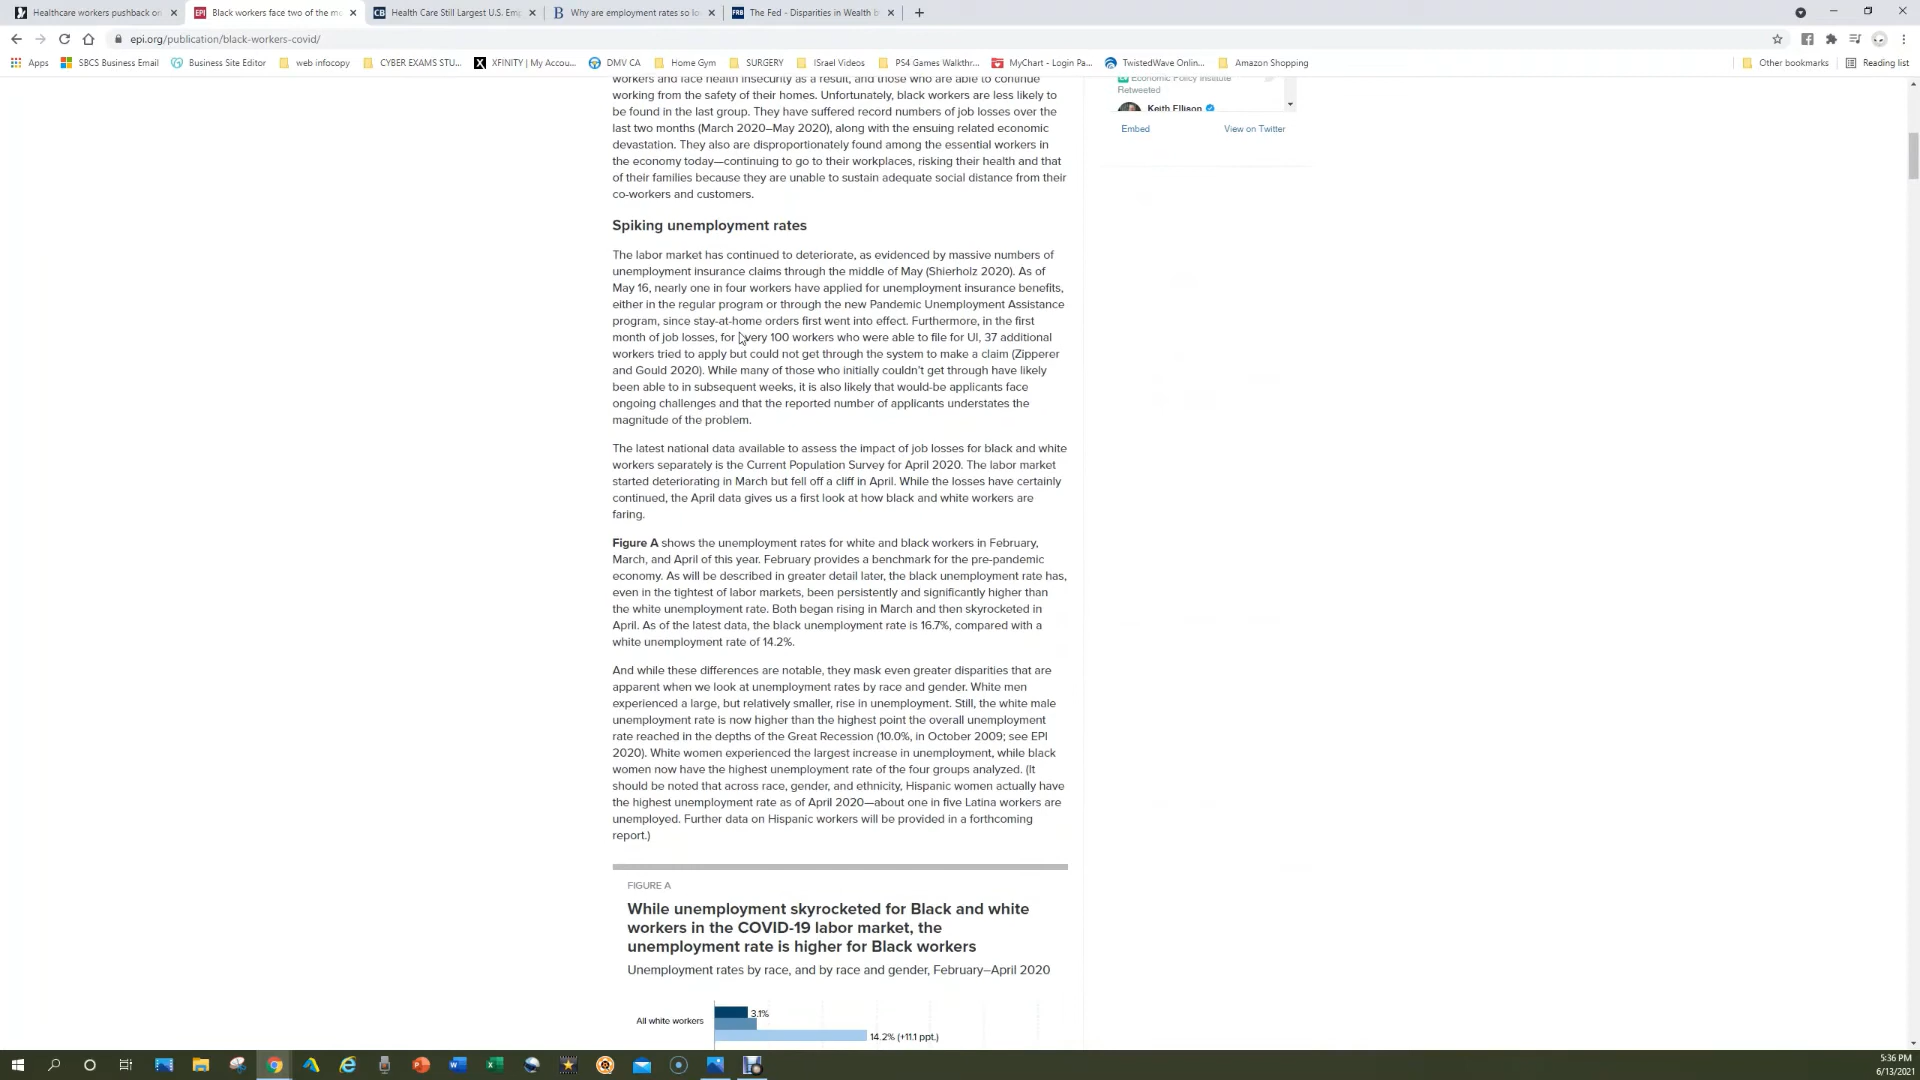 Healthcare workers pushback on
Black workers face two of the mo
Health Care Still Largest U.S. Emp
Why are employment rates so lo
The Fed - Disparities in Wealth b
epi.org/publication/black-workers-covid/
Apps
SBCS Business Email
Business Site Editor
web infocopy
CYBER EXAMS STU...
XFINITY | My Accou...
DMV CA
Home Gym
SURGERY
ISrael Videos
PS4 Games Walkthr...
MyChart - Login Pa...
TwistedWave Onlin...
Amazon Shopping
Other bookmarks
Reading list
workers and face health insecurity as a result, and those who are able to continue
working from the safety of their homes. Unfortunately, black workers are less likely to
be found in the last group. They have suffered record numbers of job losses over the
last two months (March 2020–May 2020), along with the ensuing related economic
devastation. They also are disproportionately found among the essential workers in
the economy today—continuing to go to their workplaces, risking their health and that
of their families because they are unable to sustain adequate social distance from their
co-workers and customers.
Economic Policy Institute
Retweeted
Keith Ellison
Embed
View on Twitter
Spiking unemployment rates
The labor market has continued to deteriorate, as evidenced by massive numbers of
unemployment insurance claims through the middle of May (Shierholz 2020). As of
May 16, nearly one in four workers have applied for unemployment insurance benefits,
either in the regular program or through the new Pandemic Unemployment Assistance
program, since stay-at-home orders first went into effect. Furthermore, in the first
month of job losses, for every 100 workers who were able to file for UI, 37 additional
workers tried to apply but could not get through the system to make a claim (Zipperer
and Gould 2020). While many of those who initially couldn't get through have likely
been able to in subsequent weeks, it is also likely that would-be applicants face
ongoing challenges and that the reported number of applicants understates the
magnitude of the problem.
The latest national data available to assess the impact of job losses for black and white
workers separately is the Current Population Survey for April 2020. The labor market
started deteriorating in March but fell off a cliff in April. While the losses have certainly
continued, the April data gives us a first look at how black and white workers are
faring.
Figure A shows the unemployment rates for white and black workers in February,
March, and April of this year. February provides a benchmark for the pre-pandemic
economy. As will be described in greater detail later, the black unemployment rate has,
even in the tightest of labor markets, been persistently and significantly higher than
the white unemployment rate. Both began rising in March and then skyrocketed in
April. As of the latest data, the black unemployment rate is 16.7%, compared with a
white unemployment rate of 14.2%.
And while these differences are notable, they mask even greater disparities that are
apparent when we look at unemployment rates by race and gender. White men
experienced a large, but relatively smaller, rise in unemployment. Still, the white male
unemployment rate is now higher than the highest point the overall unemployment
rate reached in the depths of the Great Recession (10.0%, in October 2009; see EPI
2020). White women experienced the largest increase in unemployment, while black
women now have the highest unemployment rate of the four groups analyzed. (It
should be noted that across race, gender, and ethnicity, Hispanic women actually have
the highest unemployment rate as of April 2020—about one in five Latina workers are
unemployed. Further data on Hispanic workers will be provided in a forthcoming
report.)
FIGURE A
While unemployment skyrocketed for Black and white
workers in the COVID-19 labor market, the
unemployment rate is higher for Black workers
Unemployment rates by race, and by race and gender, February–April 2020
3.1%
All white workers
14.2% (+11.1 ppt.)
5:36 PM
6/13/2021